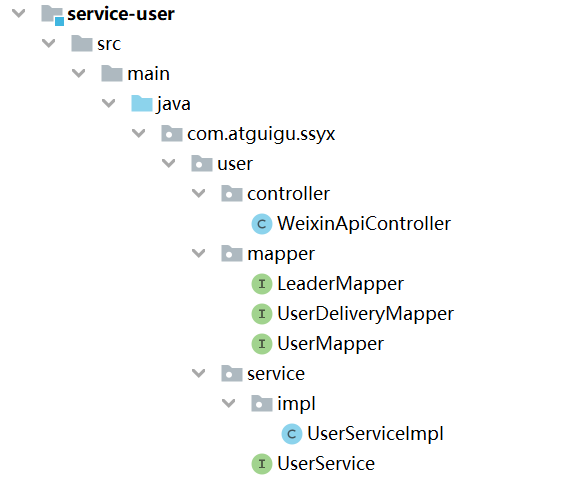 service-user
src
main
java
com.atguigu.ssyx
user
controller
C WeixinApiController
mapper
I LeaderMapper
I UserDeliveryMapper
I UserMapper
service
impl
C UserServiceImpl
I UserService